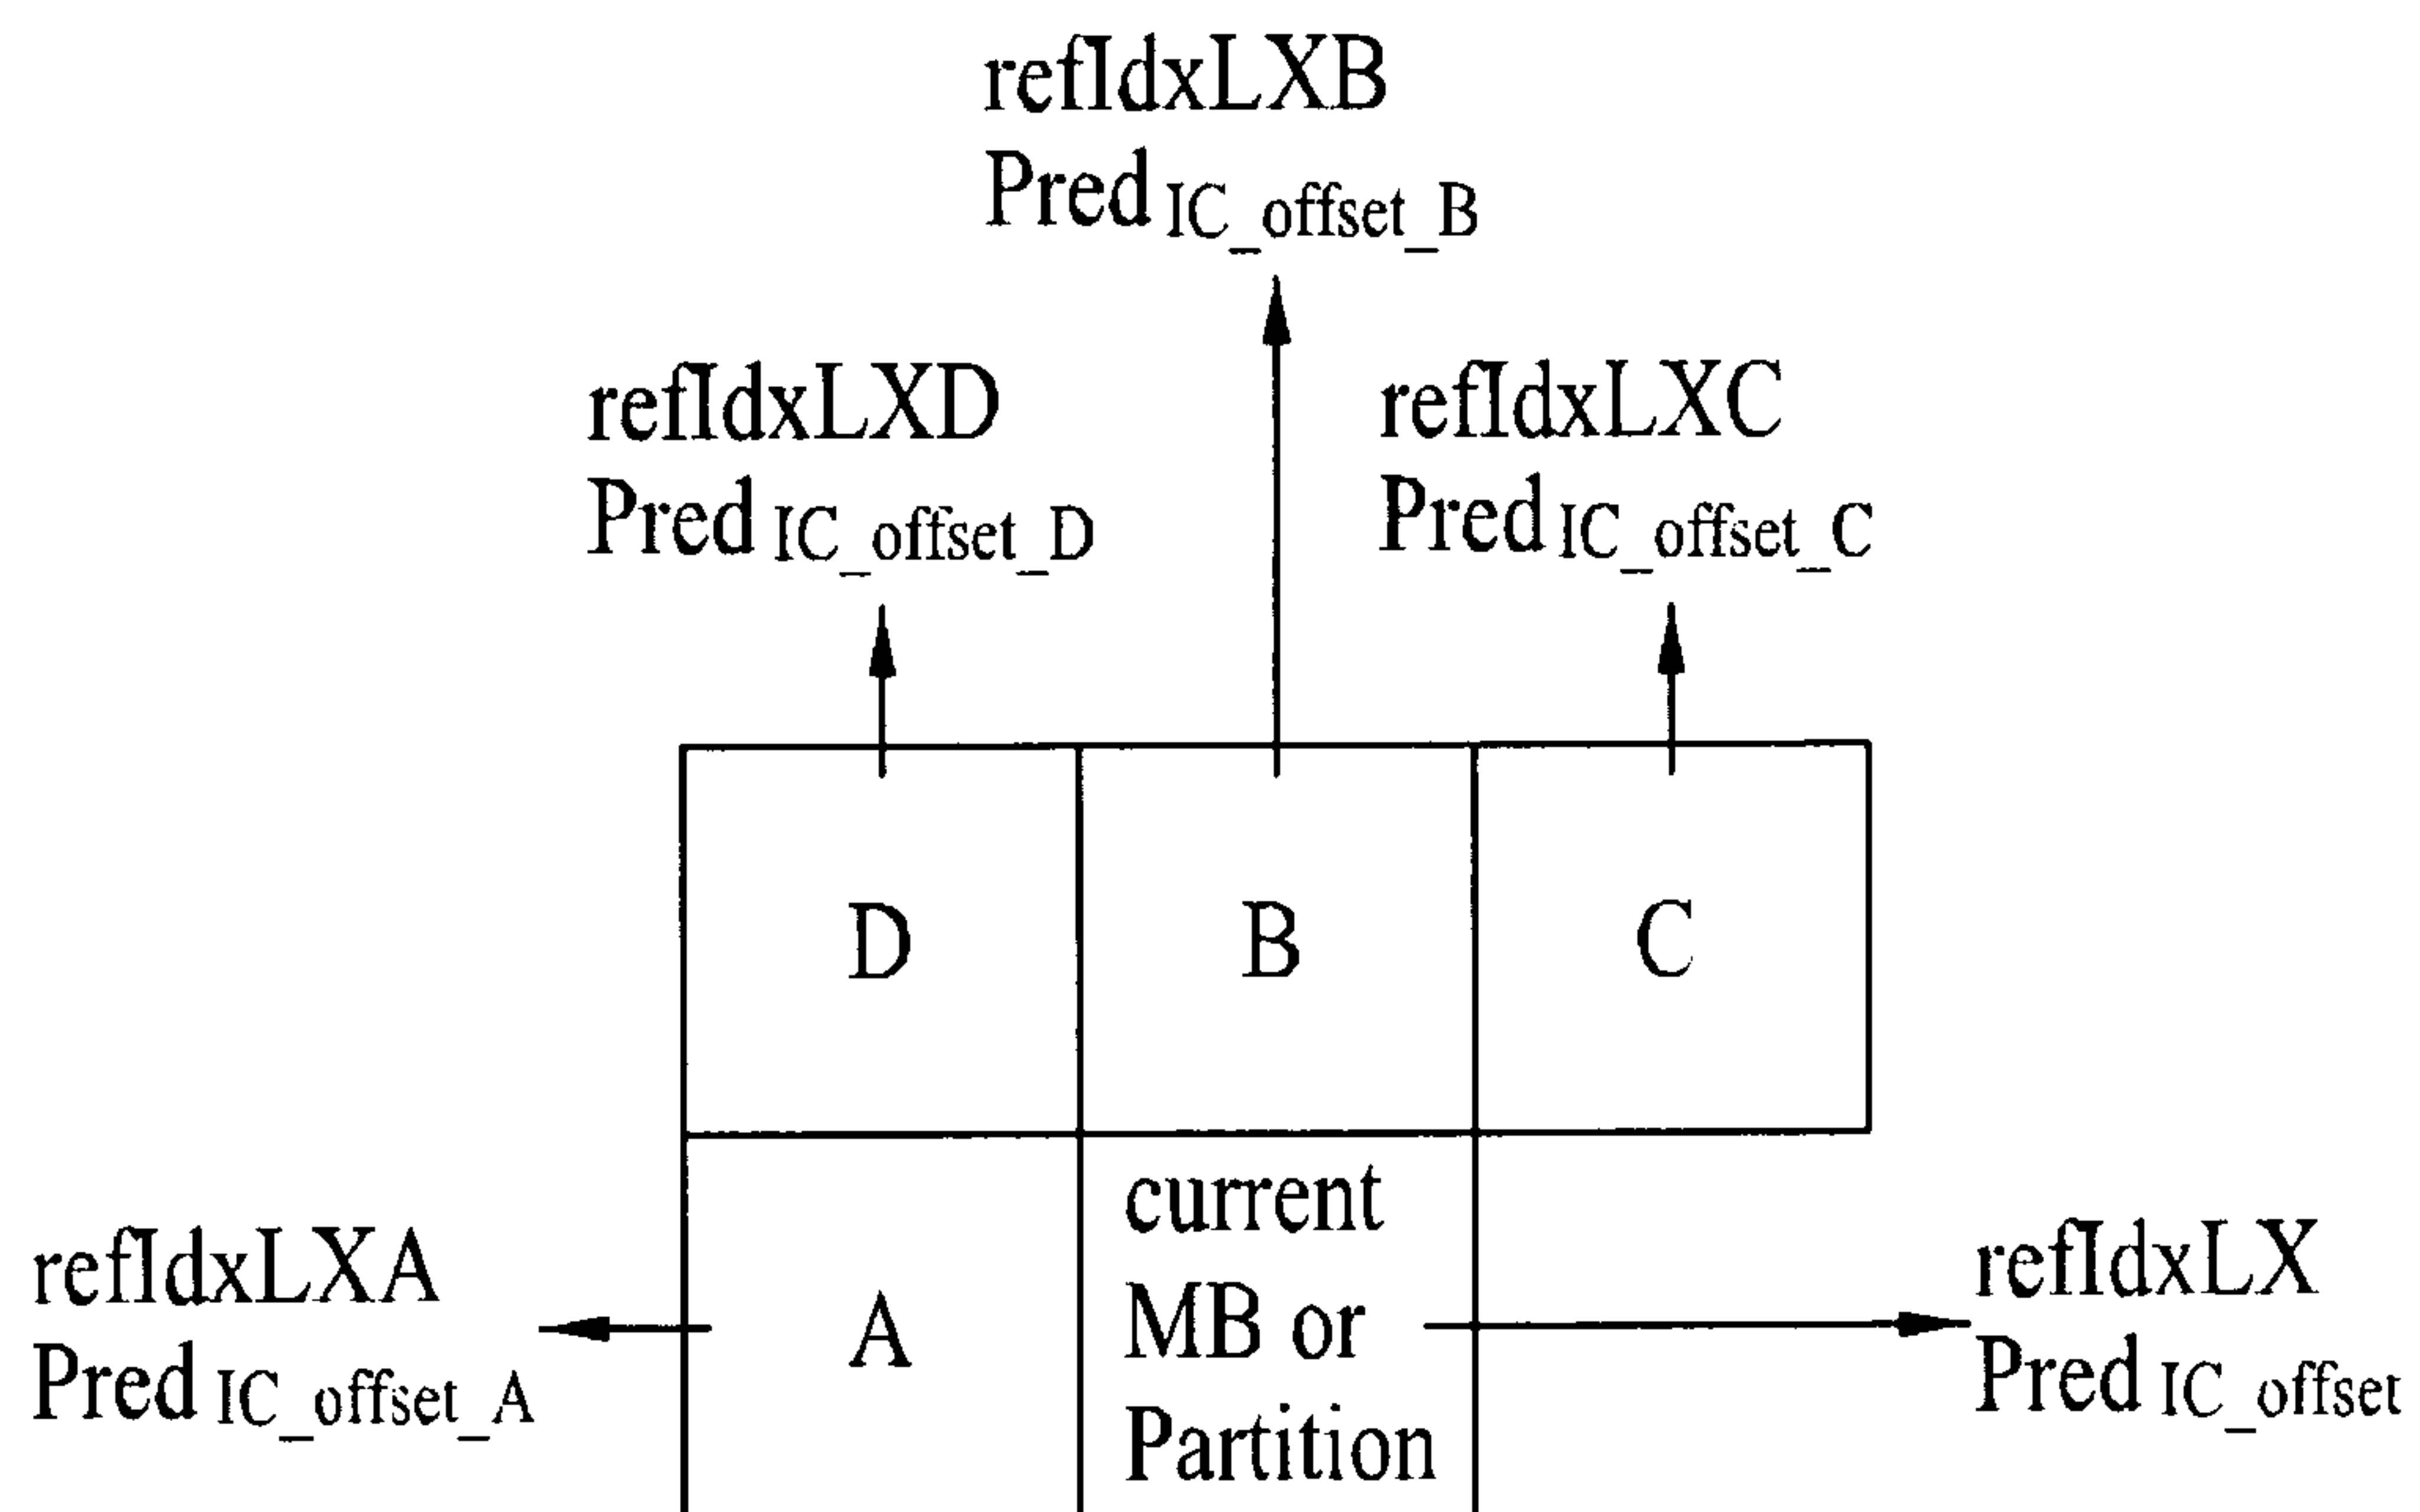 refIdxLXB
Pred IC_offset_B
refIdxLXD
Pred IC_offset_D
refIdxLXC
Pred IC_offset_C
D
B
C
refIdxLXA
Pred IC_offset_A
A
current
MB or
Partition
refIdxLX
Pred IC_offset